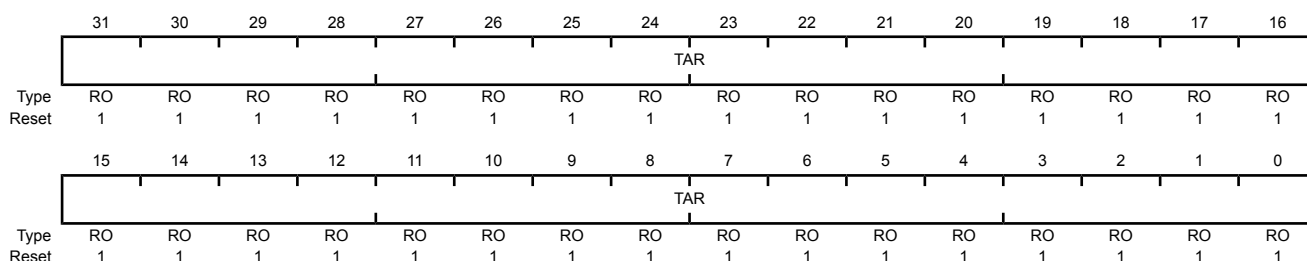 31 30 29 28 27 26 25 24 23 22 21 20 19 18 17 16
TAR
Type RO RO RO RO RO RO RO RO RO RO RO RO RO RO RO RO
Reset 1 1 1 1 1 1 1 1 1 1 1 1 1 1 1 1
15 14 13 12 11 10 9 8 7 6 5 4 3 2 1 0
TAR
Type RO RO RO RO RO RO RO RO RO RO RO RO RO RO RO RO
Reset 1 1 1 1 1 1 1 1 1 1 1 1 1 1 1 1